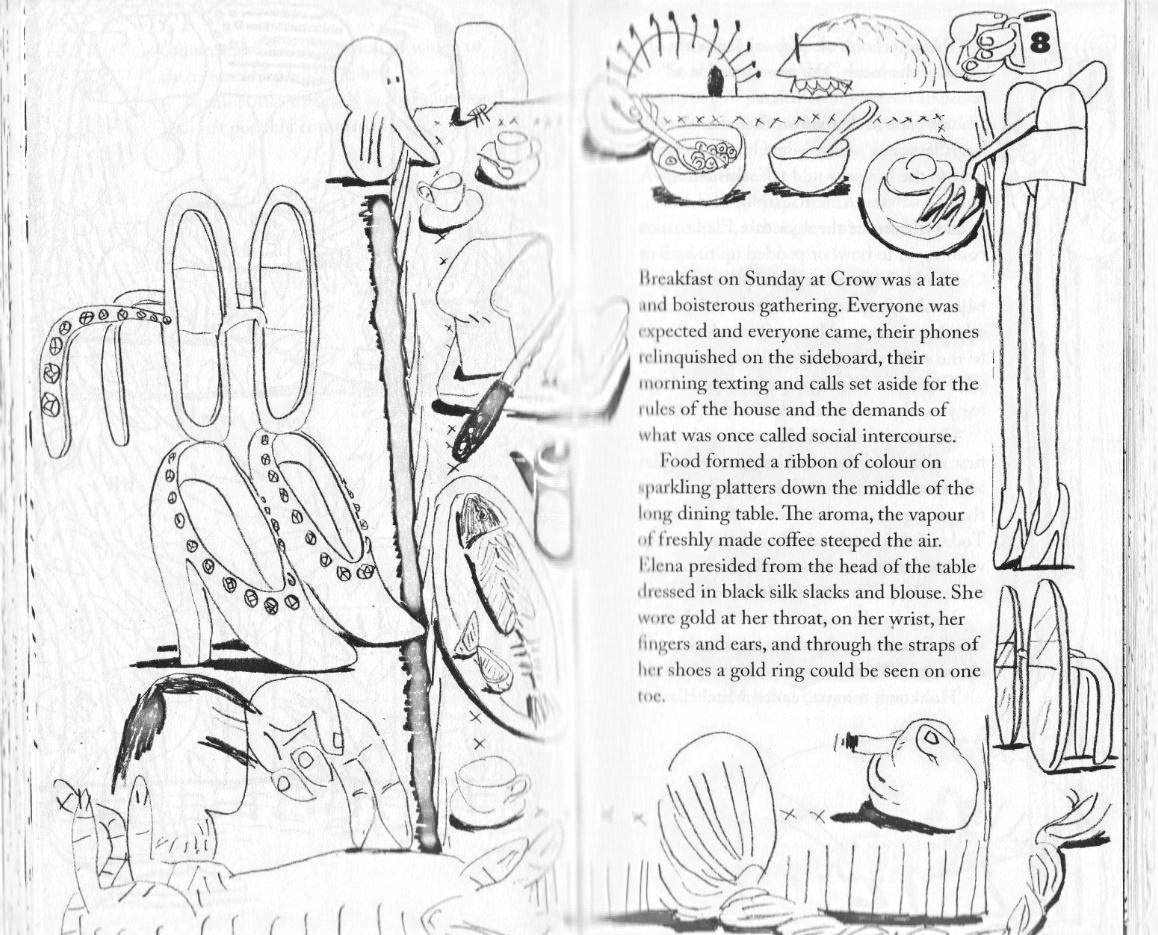 8
Breakfast on Sunday at Crow was a late
and boisterous gathering. Everyone was
expected and everyone came, their phones
relinquished on the sideboard, their
morning texting and calls set aside for the
rules of the house and the demands of
what was once called social intercourse.
Food formed a ribbon of colour on
sparkling platters down the middle of the
long dining table. The aroma, the vapour
of freshly made coffee steeped the air.
Elena presided from the head of the table
dressed in black silk slacks and blouse. She
wore gold at her throat, on her wrist, her
fingers and ears, and through the straps of
her shoes a gold ring could be seen on one
toe.